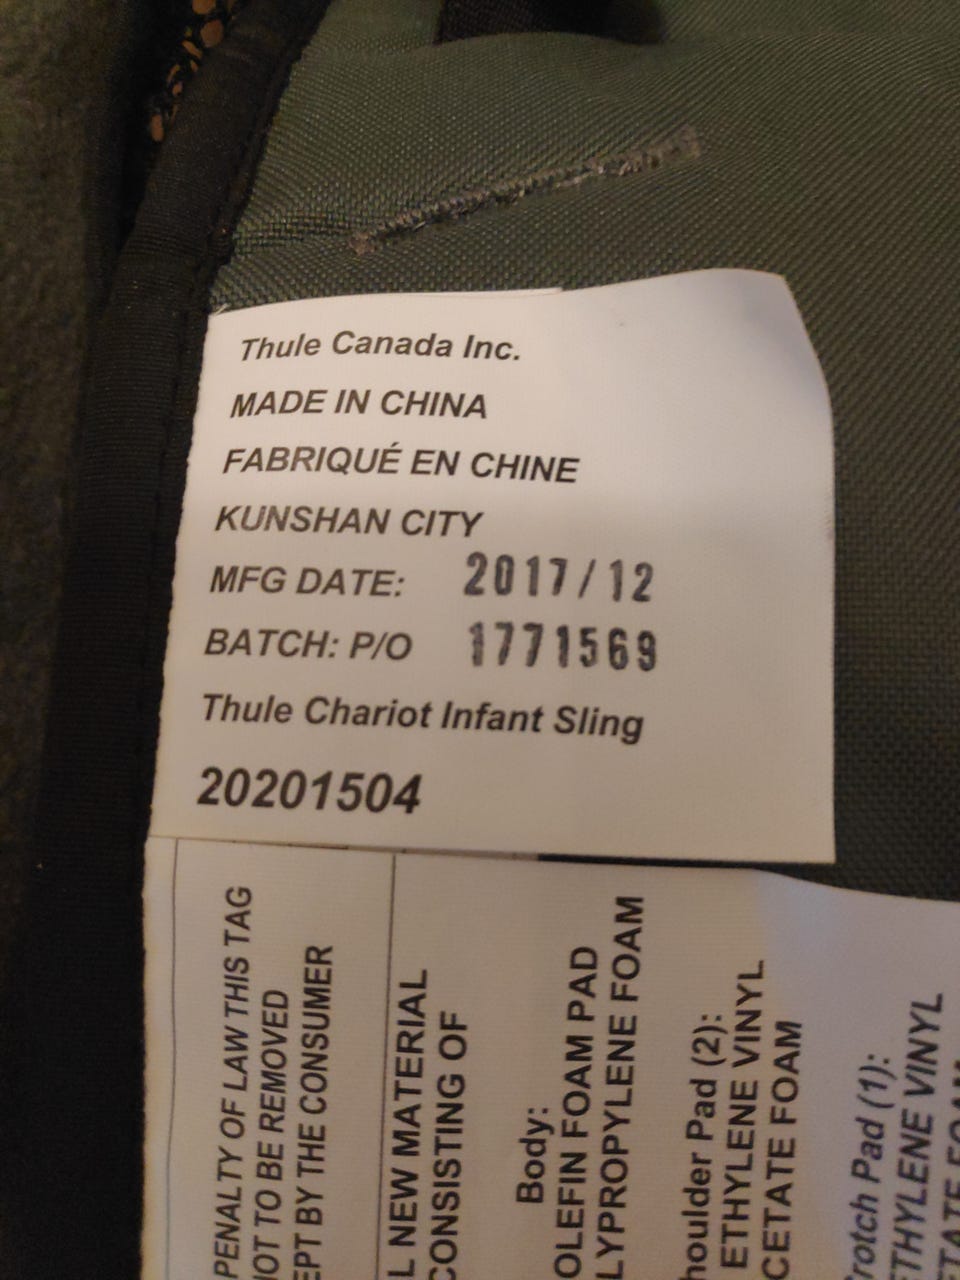 Thule Canada Inc.
MADE IN CHINA
FABRIQUÉ EN CHINE
KUNSHAN CITY
MFG DATE: 2017/12
BATCH: P/O 1771569
Thule Chariot Infant Sling
20201504
PENALTY OF LAW THIS TAG
NOT TO BE REMOVED
EPT BY THE CONSUMER
L NEW MATERIAL
CONSISTING OF
Body:
OLEFIN FOAM PAD
LYPROPYLENE FOAM
houlder Pad (2):
ETHYLENE VINYL
CETATE FOAM
rotch Pad (1):
ETHYLENE VINYL